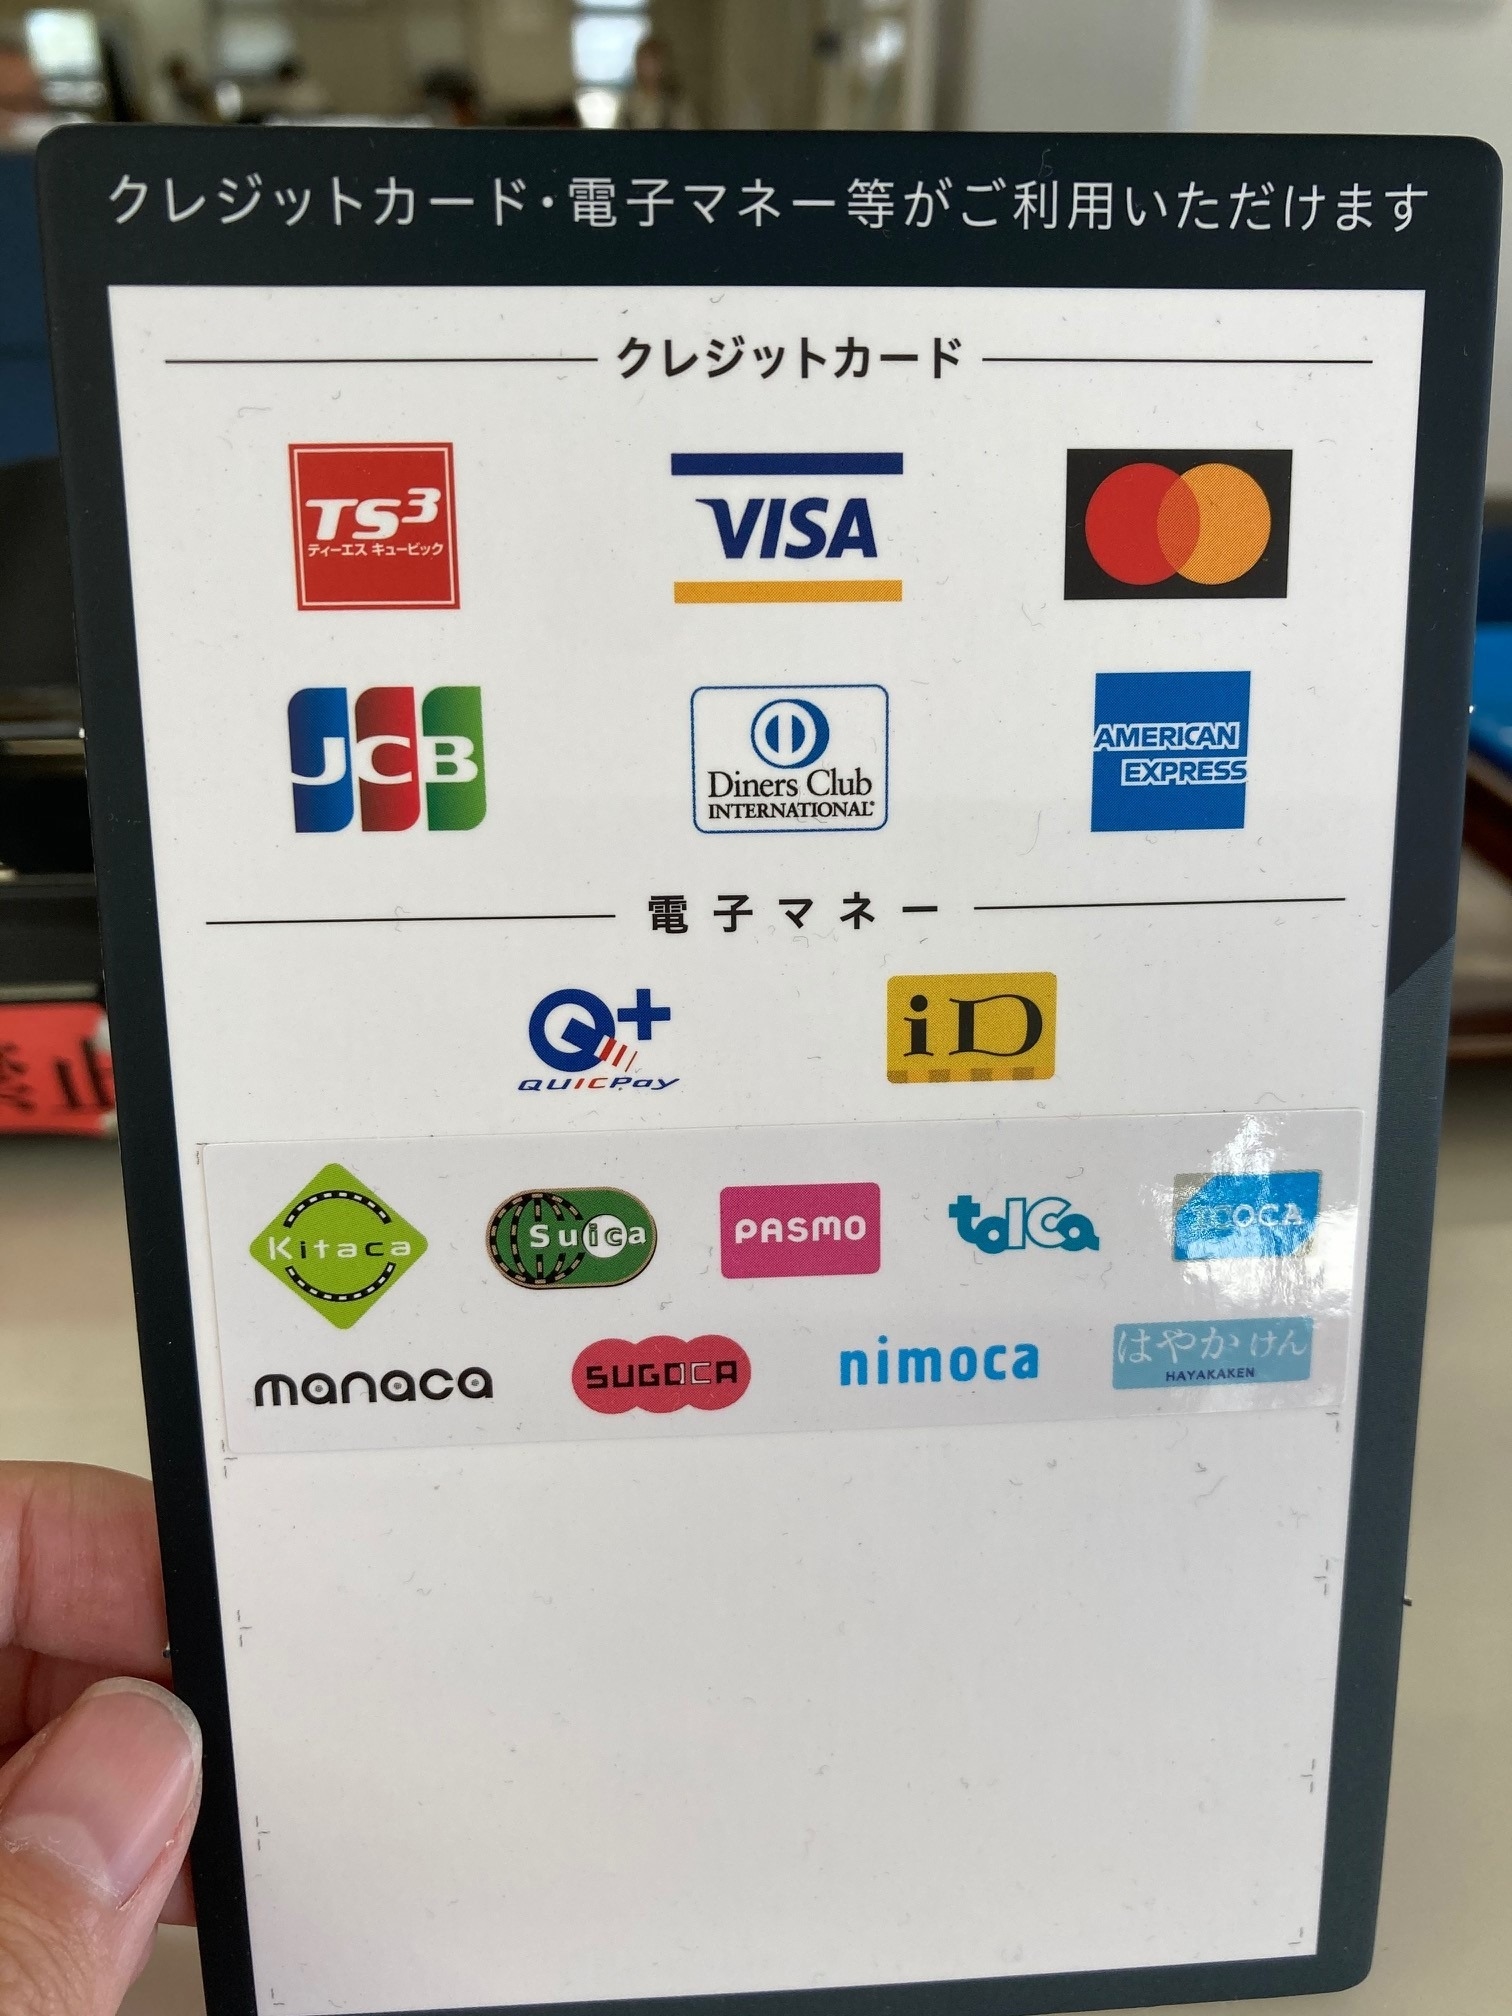 クレジットカード・電子マネー等がご利用いただけます
クレジットカード
TS3
ティーエス キュービック
VISA
JCB
Diners Club
INTERNATIONAL
AMERICAN
EXPRESS
電子マネー
QUICPay
iD
Kitaca
Suica
PASMO
toICa
manaca
SUGOCA
nimoca
はやかけん
HAYAKAKEN
禁止